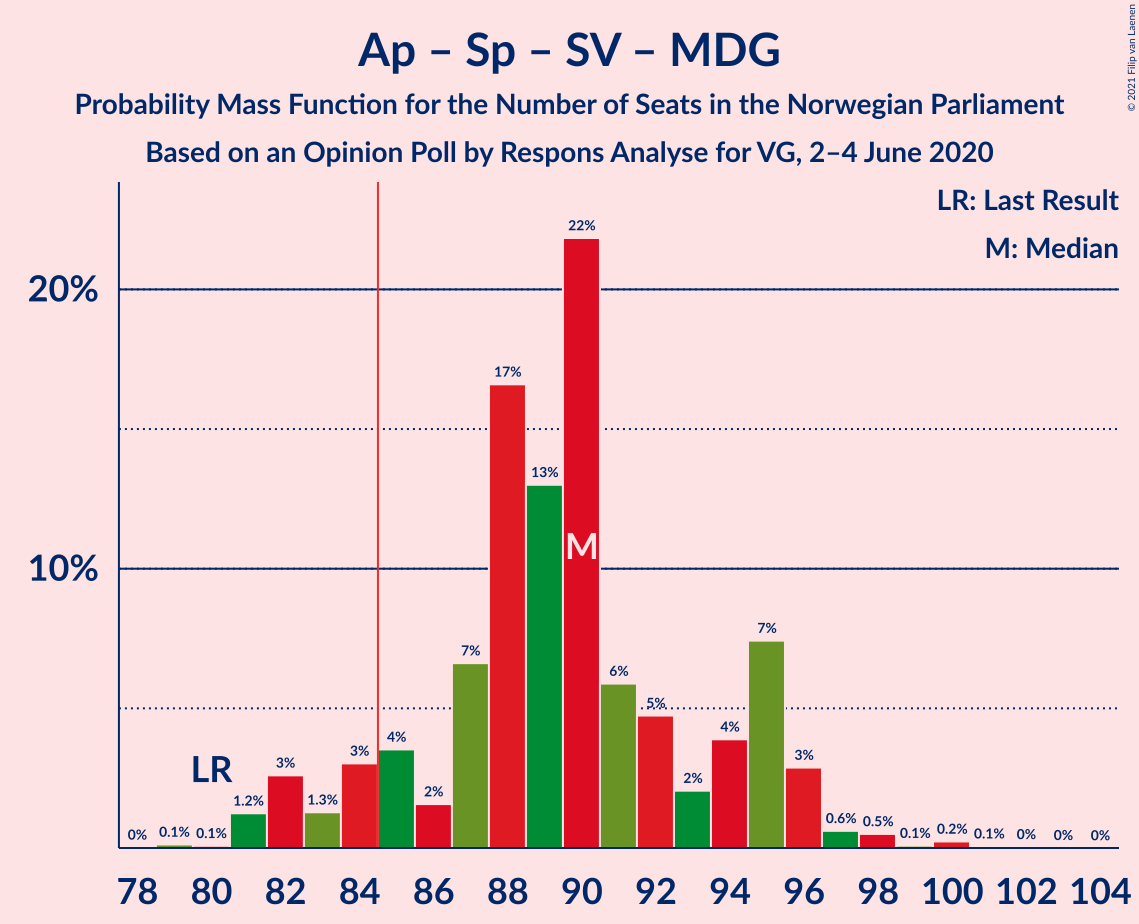 Ap – Sp – SV – MDG
Probability Mass Function for the Number of Seats in the Norwegian Parliament
Based on an Opinion Poll by Respons Analyse for VG, 2–4 June 2020
© 2021 Filip van Laenen
LR: Last Result
M: Median
20%
10%
LR
M
0% 0.1% 0.1% 1.2% 3% 1.3% 3% 4% 2% 7% 17% 13% 22% 6% 5% 2% 4% 7% 3% 0.6% 0.5% 0.1% 0.2% 0.1% 0% 0% 0%
78 80 82 84 86 88 90 92 94 96 98 100 102 104